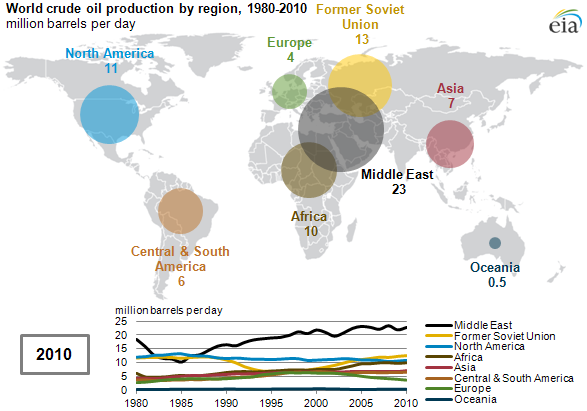 World crude oil production by region, 1980-2010
million barrels per day
eia
Former Soviet
Union
13
North America
11
Europe
4
Asia
7
Middle East
23
Africa
10
Central & South
America
6
Oceania
0.5
2010
million barrels per day
25
20
15
10
5
0
1980
1985
1990
1995
2000
2005
2010
Middle East
Former Soviet Union
North America
Africa
Asia
Central & South America
Europe
Oceania